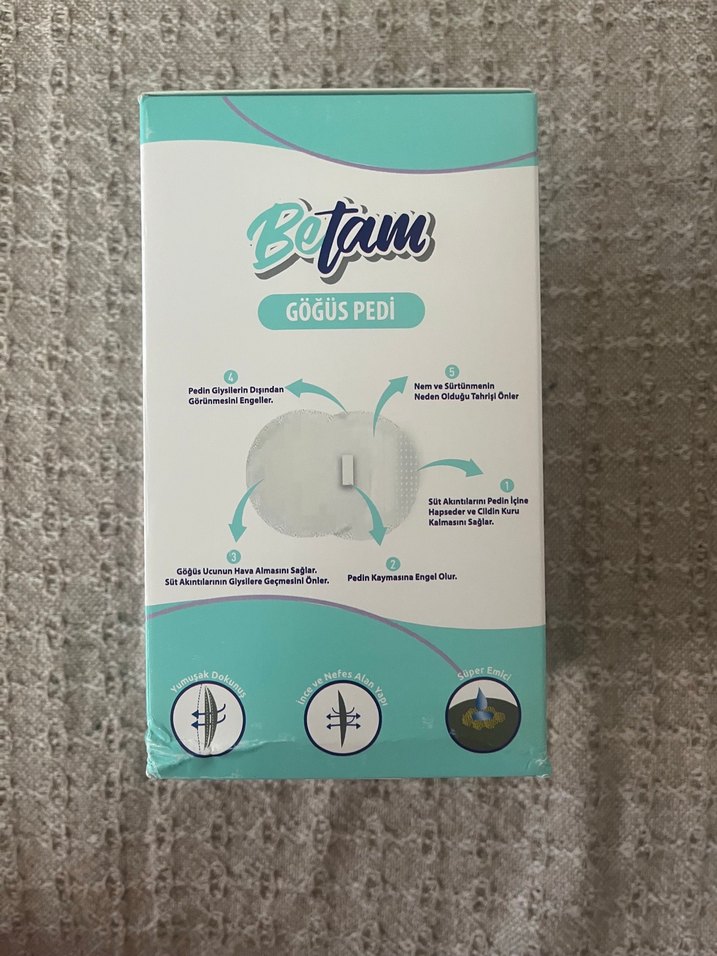 Betam
GÖĞÜS PEDİ
4
Pedin Giysilerin Dışından
Görünmesini Engeller.
5
Nem ve Sürtünmenin
Neden Olduğu Tahrişi Önler
1
Süt Akıntılarını Pedin İçine
Hapseder ve Cildin Kuru
Kalmasını Sağlar.
3
Göğüs Ucunun Hava Almasını Sağlar.
Süt Akıntılarının Giysilere Geçmesini Önler.
2
Pedin Kaymasına Engel Olur.
Yumuşak Dokunuş
İnce ve Nefes Alan Yapı
Süper Emici